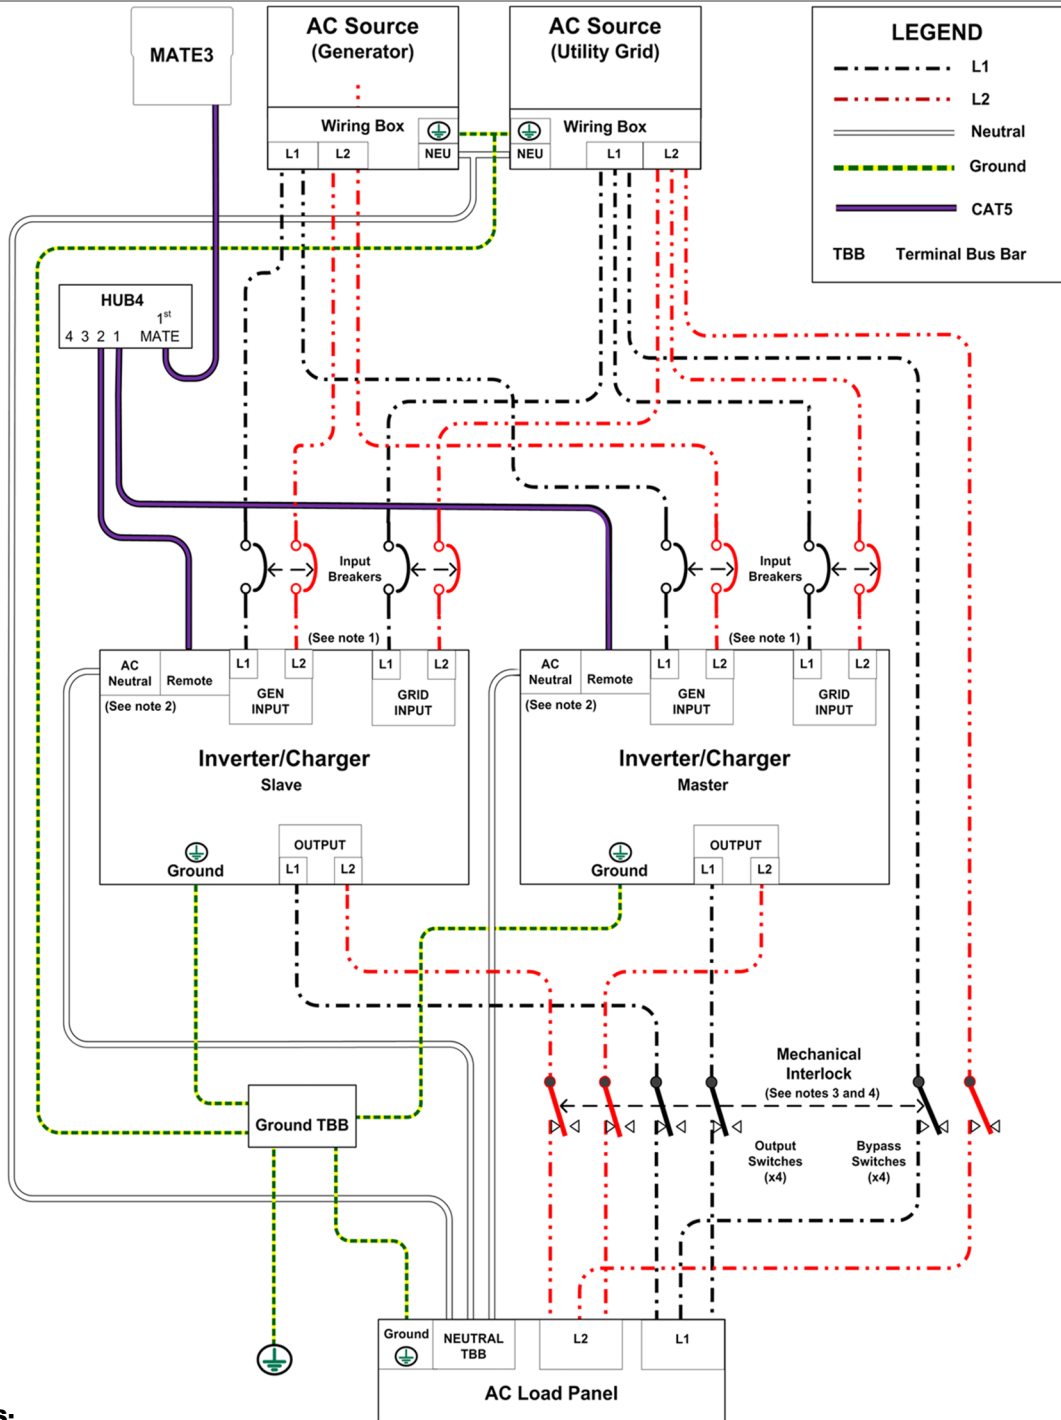 MATE3
AC Source
(Generator)
Wiring Box
L1 L2
NEU
AC Source
(Utility Grid)
Wiring Box
NEU
L1 L2
LEGEND
L1
L2
Neutral
Ground
CAT5
TBB Terminal Bus Bar
HUB4
1st
4 3 2 1 MATE
Input
Breakers
Input
Breakers
(See note 1)
(See note 1)
AC
Neutral
Remote
L1 L2
GEN
INPUT
L1 L2
GRID
INPUT
(See note 2)
Inverter/Charger
Slave
OUTPUT
L1 L2
Ground
AC
Neutral
Remote
L1 L2
GEN
INPUT
L1 L2
GRID
INPUT
(See note 2)
Inverter/Charger
Master
OUTPUT
L1 L2
Ground
Mechanical
Interlock
(See notes 3 and 4)
Output
Switches
(x4)
Bypass
Switches
(x4)
Ground TBB
Ground
NEUTRAL
TBB
L2
L1
AC Load Panel